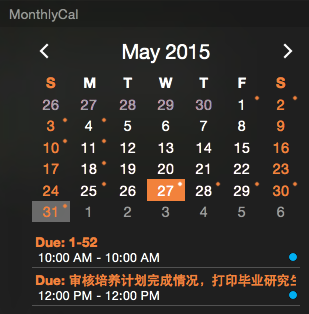 MonthlyCal
May 2015
S M T W T F S
26 27 28 29 30 1 2
3 4 5 6 7 8 9
10 11 12 13 14 15 16
17 18 19 20 21 22 23
24 25 26 27 28 29 30
31 1 2 3 4 5 6
Due: 1-52
10:00 AM - 10:00 AM
Due: 审核培养计划完成情况，打印毕业研究
12:00 PM - 12:00 PM